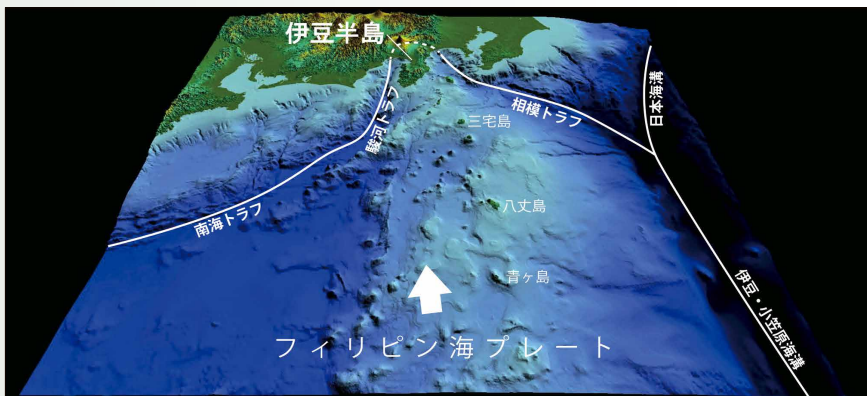 伊豆半島
日本海溝
相模トラフ
駿河トラフ
三宅島
南海トラフ
八丈島
青ヶ島
伊豆・小笠原海溝
フィリピン海プレート